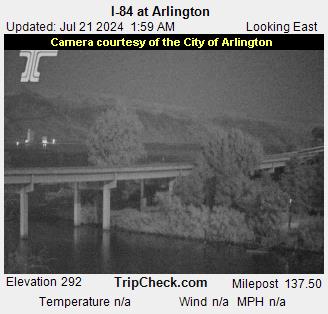 I-84 at Arlington
Updated: Jul 21 2024 1:59 AM Looking East
Camera courtesy of the City of Arlington
Elevation 292 TripCheck.com Milepost 137.50
Temperature n/a Wind n/a MPH n/a